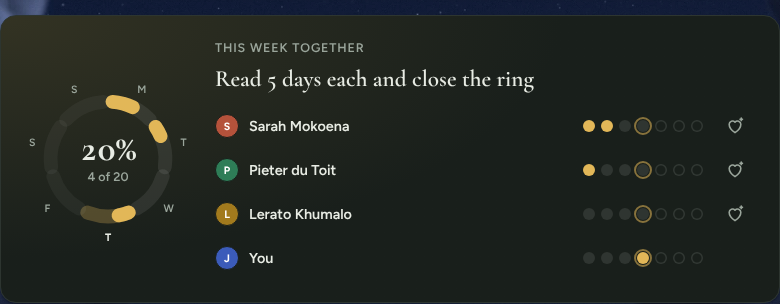 THIS WEEK TOGETHER
Read 5 days each and close the ring
S M
S T
20%
4 of 20
F W
T
S Sarah Mokoena
P Pieter du Toit
L Lerato Khumalo
J You